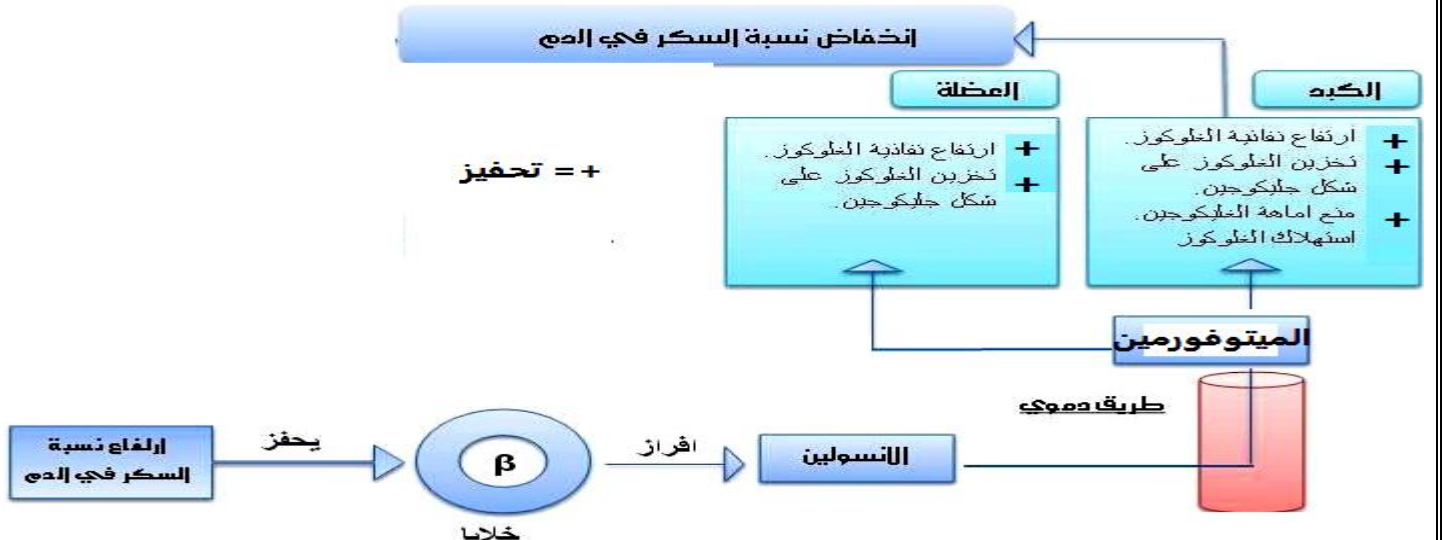 انخفاض نسبة السكر في الدم
الكبد
العضلة
+ ارتفاع نفاذية الغلوكوز.
+ تخزين الغلوكوز على
شكل جليكوجين.
+ منع اماهة الغليكوجين.
استهلاك الغلوكوز
+ ارتفاع نفاذية الغلوكوز.
+ تخزين الغلوكوز على
شكل جليكوجين.
+ = تحفيز
الميتوفورمين
طريق دموي
ارتفاع نسبة
السكر في الدم
يحفز
β
خلايا
افراز
الانسولين